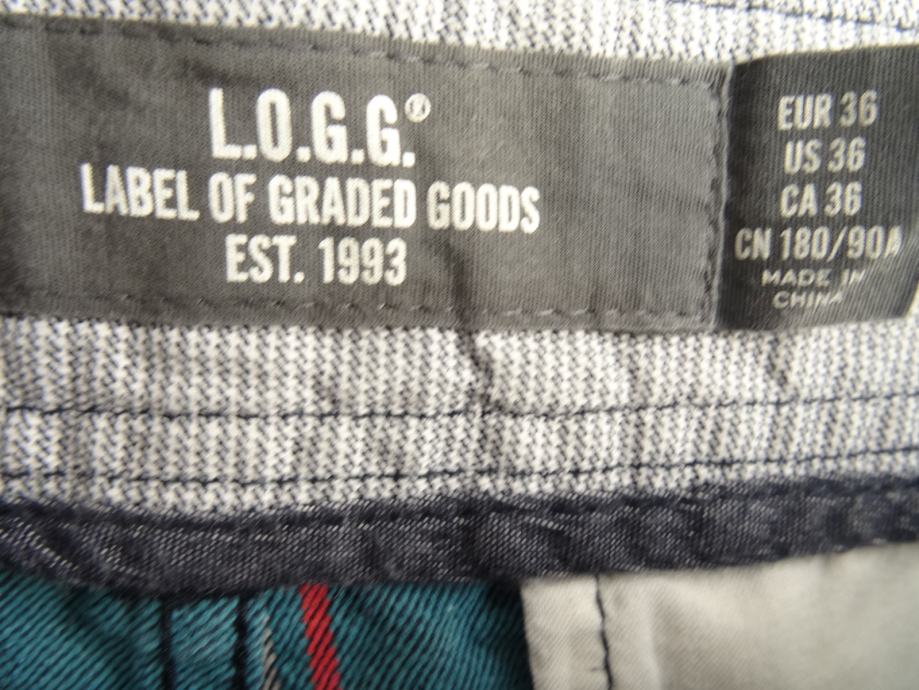 L.O.G.G.®
LABEL OF GRADED GOODS
EST. 1993
EUR 36
US 36
CA 36
CN 180/90A
MADE IN
CHINA